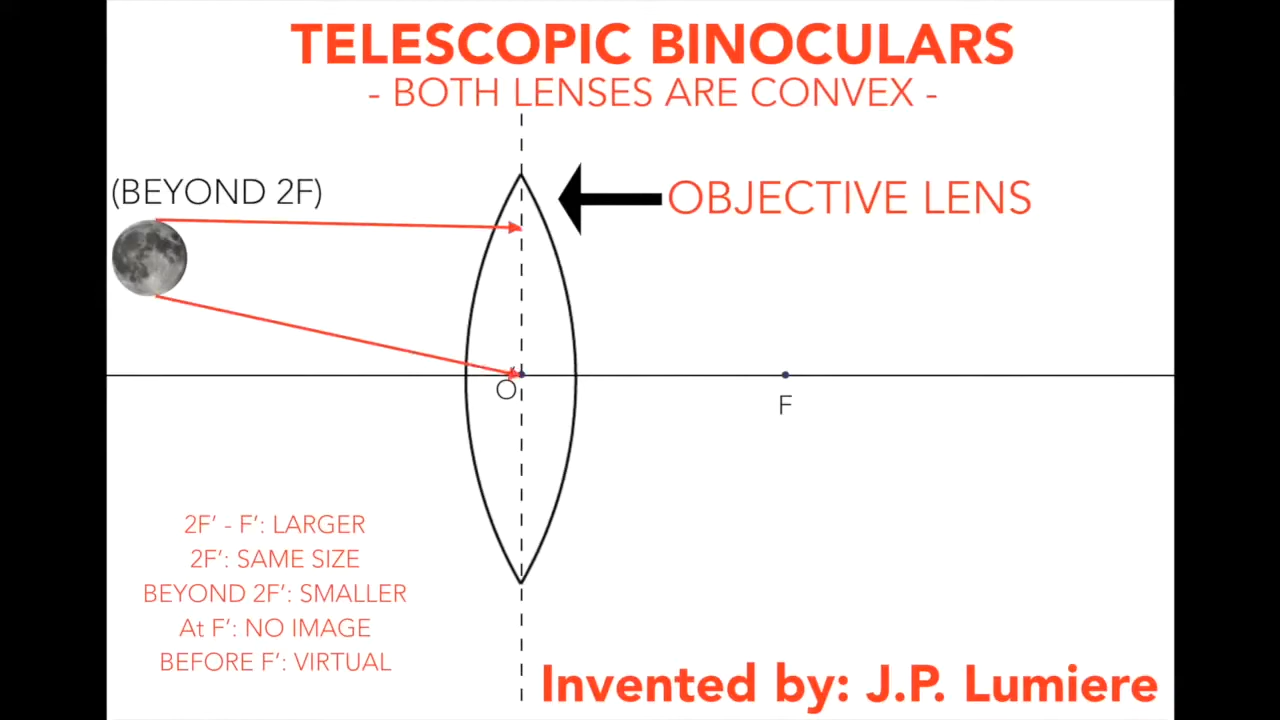 TELESCOPIC BINOCULARS
- BOTH LENSES ARE CONVEX -
(BEYOND 2F)
OBJECTIVE LENS
O
F
2F’ - F’: LARGER
2F’: SAME SIZE
BEYOND 2F’: SMALLER
At F’: NO IMAGE
BEFORE F’: VIRTUAL
Invented by: J.P. Lumiere